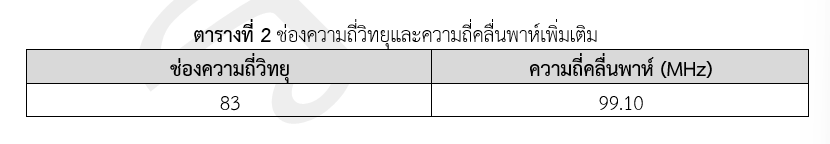 ตารางที่ 2 ช่องความถี่วิทยุและความถี่คลื่นพาห์เพิ่มเติม
ช่องความถี่วิทยุ ความถี่คลื่นพาห์ (MHz)
83 99.10